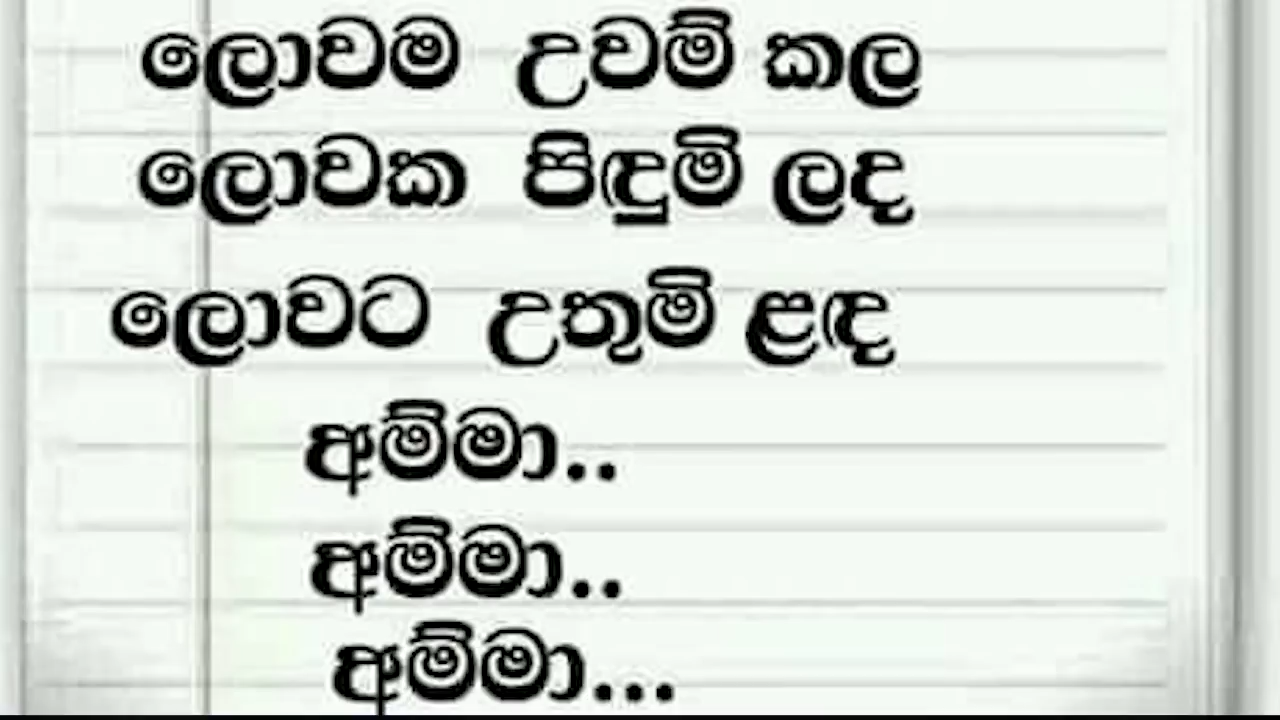 ලොවම උවම් කල
ලොවක පිඳුම් ලද
ලොවට උතුම් ළඳ
අම්මා..
අම්මා..
අම්මා...